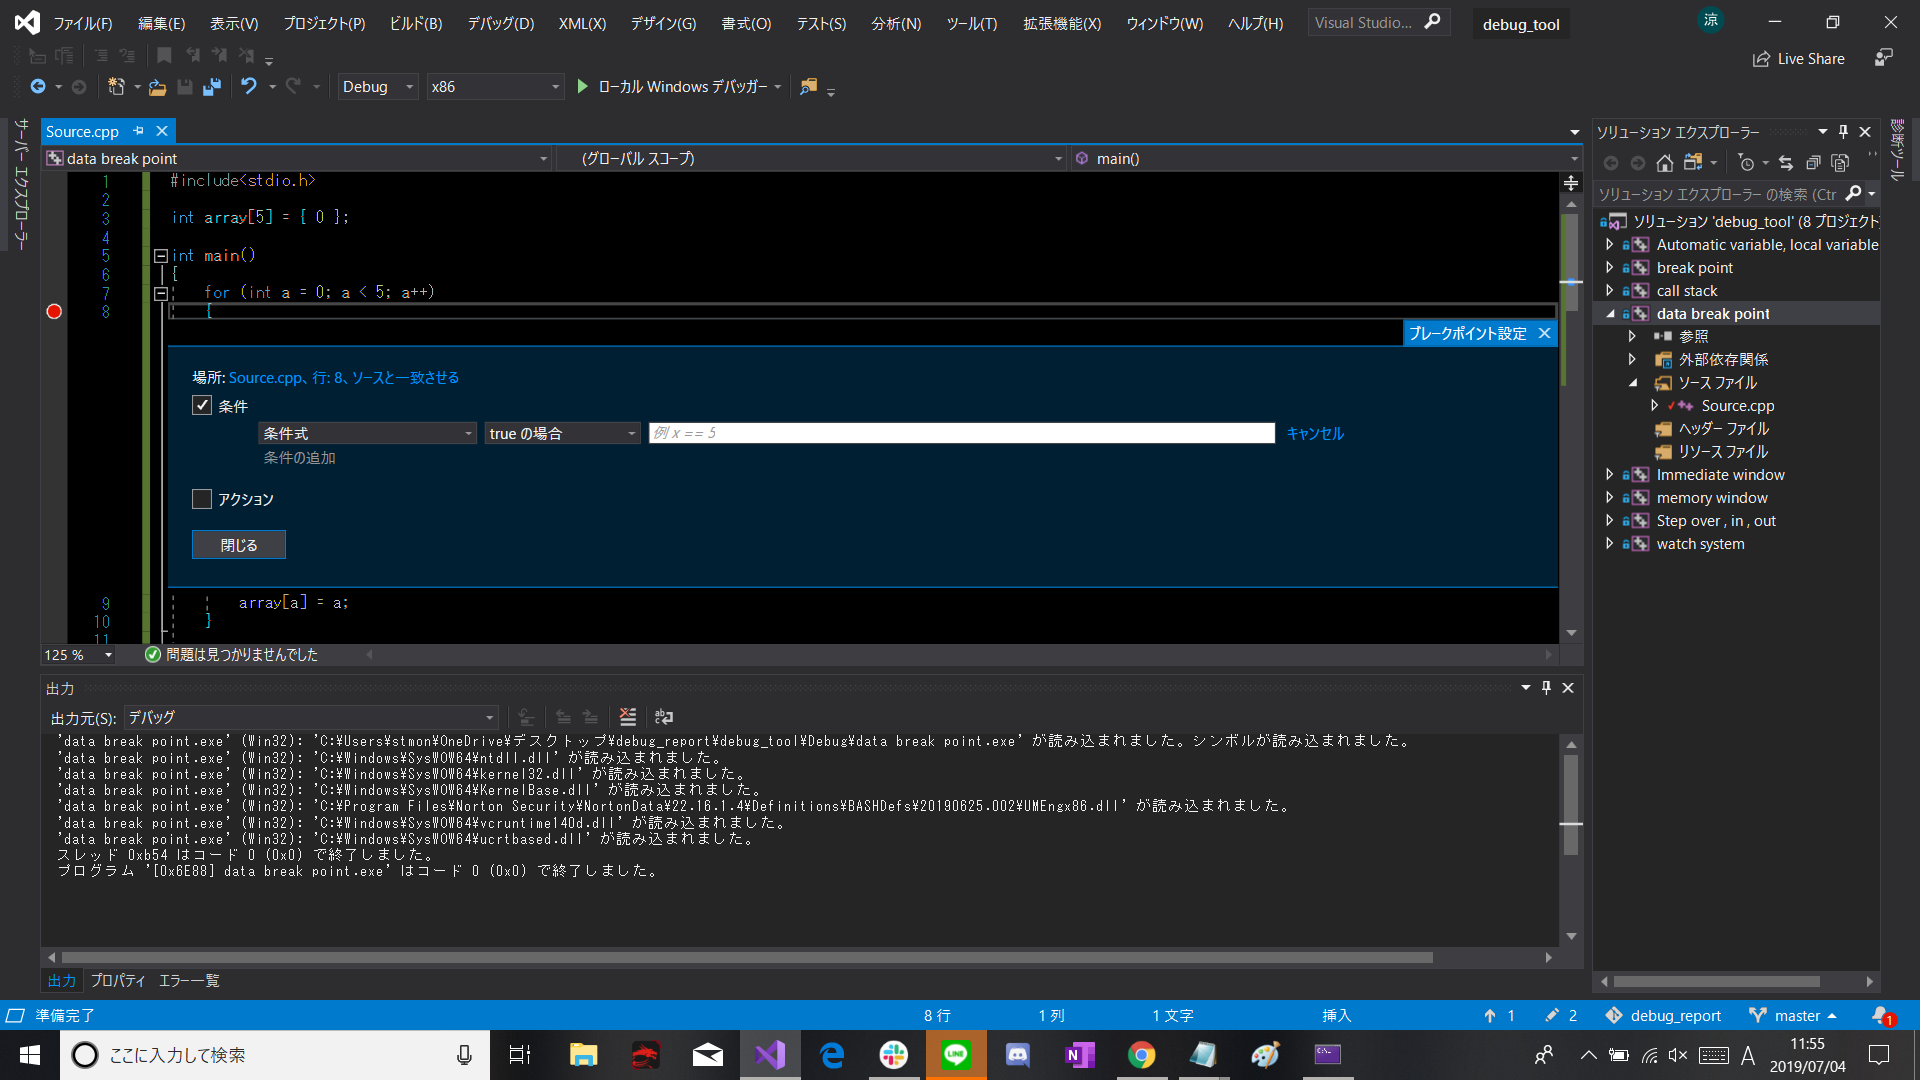 ファイル(F) 編集(E) 表示(V) プロジェクト(P) ビルド(B) デバッグ(D) XML(X) デザイン(G) 書式(O) テスト(S) 分析(N) ツール(T) 拡張機能(X) ウィンドウ(W) ヘルプ(H) Visual Studio... debug_tool 涼
Live Share
Debug x86 ローカル Windows デバッガー
サーバー エクスプローラー
Source.cpp
data break point (グローバル スコープ) main()
1 #include<stdio.h>
2
3 int array[5] = { 0 };
4
5 int main()
6 {
7 for (int a = 0; a < 5; a++)
8 {
ブレークポイント設定
場所: Source.cpp、行: 8、ソースと一致させる
条件
条件式 true の場合 例 x == 5 キャンセル
条件の追加
アクション
閉じる
9 array[a] = a;
10 }
11
125 % 問題は見つかりませんでした
出力
出力元(S): デバッグ
'data break point.exe' (Win32): 'C:¥Users¥stmon¥OneDrive¥デスクトップ¥debug_report¥debug_tool¥Debug¥data break point.exe' が読み込まれました。シンボルが読み込まれました。
'data break point.exe' (Win32): 'C:¥Windows¥SysWOW64¥ntdll.dll' が読み込まれました。
'data break point.exe' (Win32): 'C:¥Windows¥SysWOW64¥kernel32.dll' が読み込まれました。
'data break point.exe' (Win32): 'C:¥Windows¥SysWOW64¥KernelBase.dll' が読み込まれました。
'data break point.exe' (Win32): 'C:¥Program Files¥Norton Security¥NortonData¥22.16.1.4¥Definitions¥BASHDefs¥20190625.002¥UMEngx86.dll' が読み込まれました。
'data break point.exe' (Win32): 'C:¥Windows¥SysWOW64¥vcruntime140d.dll' が読み込まれました。
'data break point.exe' (Win32): 'C:¥Windows¥SysWOW64¥ucrtbased.dll' が読み込まれました。
スレッド 0xb54 はコード 0 (0x0) で終了しました。
プログラム '[0x6E88] data break point.exe' はコード 0 (0x0) で終了しました。
出力 プロパティ エラー一覧
ソリューション エクスプローラー
ソリューション エクスプローラー の検索 (Ctr
ソリューション 'debug_tool' (8 プロジェクト
Automatic variable, local variable
break point
call stack
data break point
参照
外部依存関係
ソース ファイル
Source.cpp
ヘッダー ファイル
リソース ファイル
Immediate window
memory window
Step over , in , out
watch system
診断ツール
準備完了 8 行 1 列 1 文字 挿入 1 2 debug_report master 1
ここに入力して検索 LINE A 11:55
2019/07/04